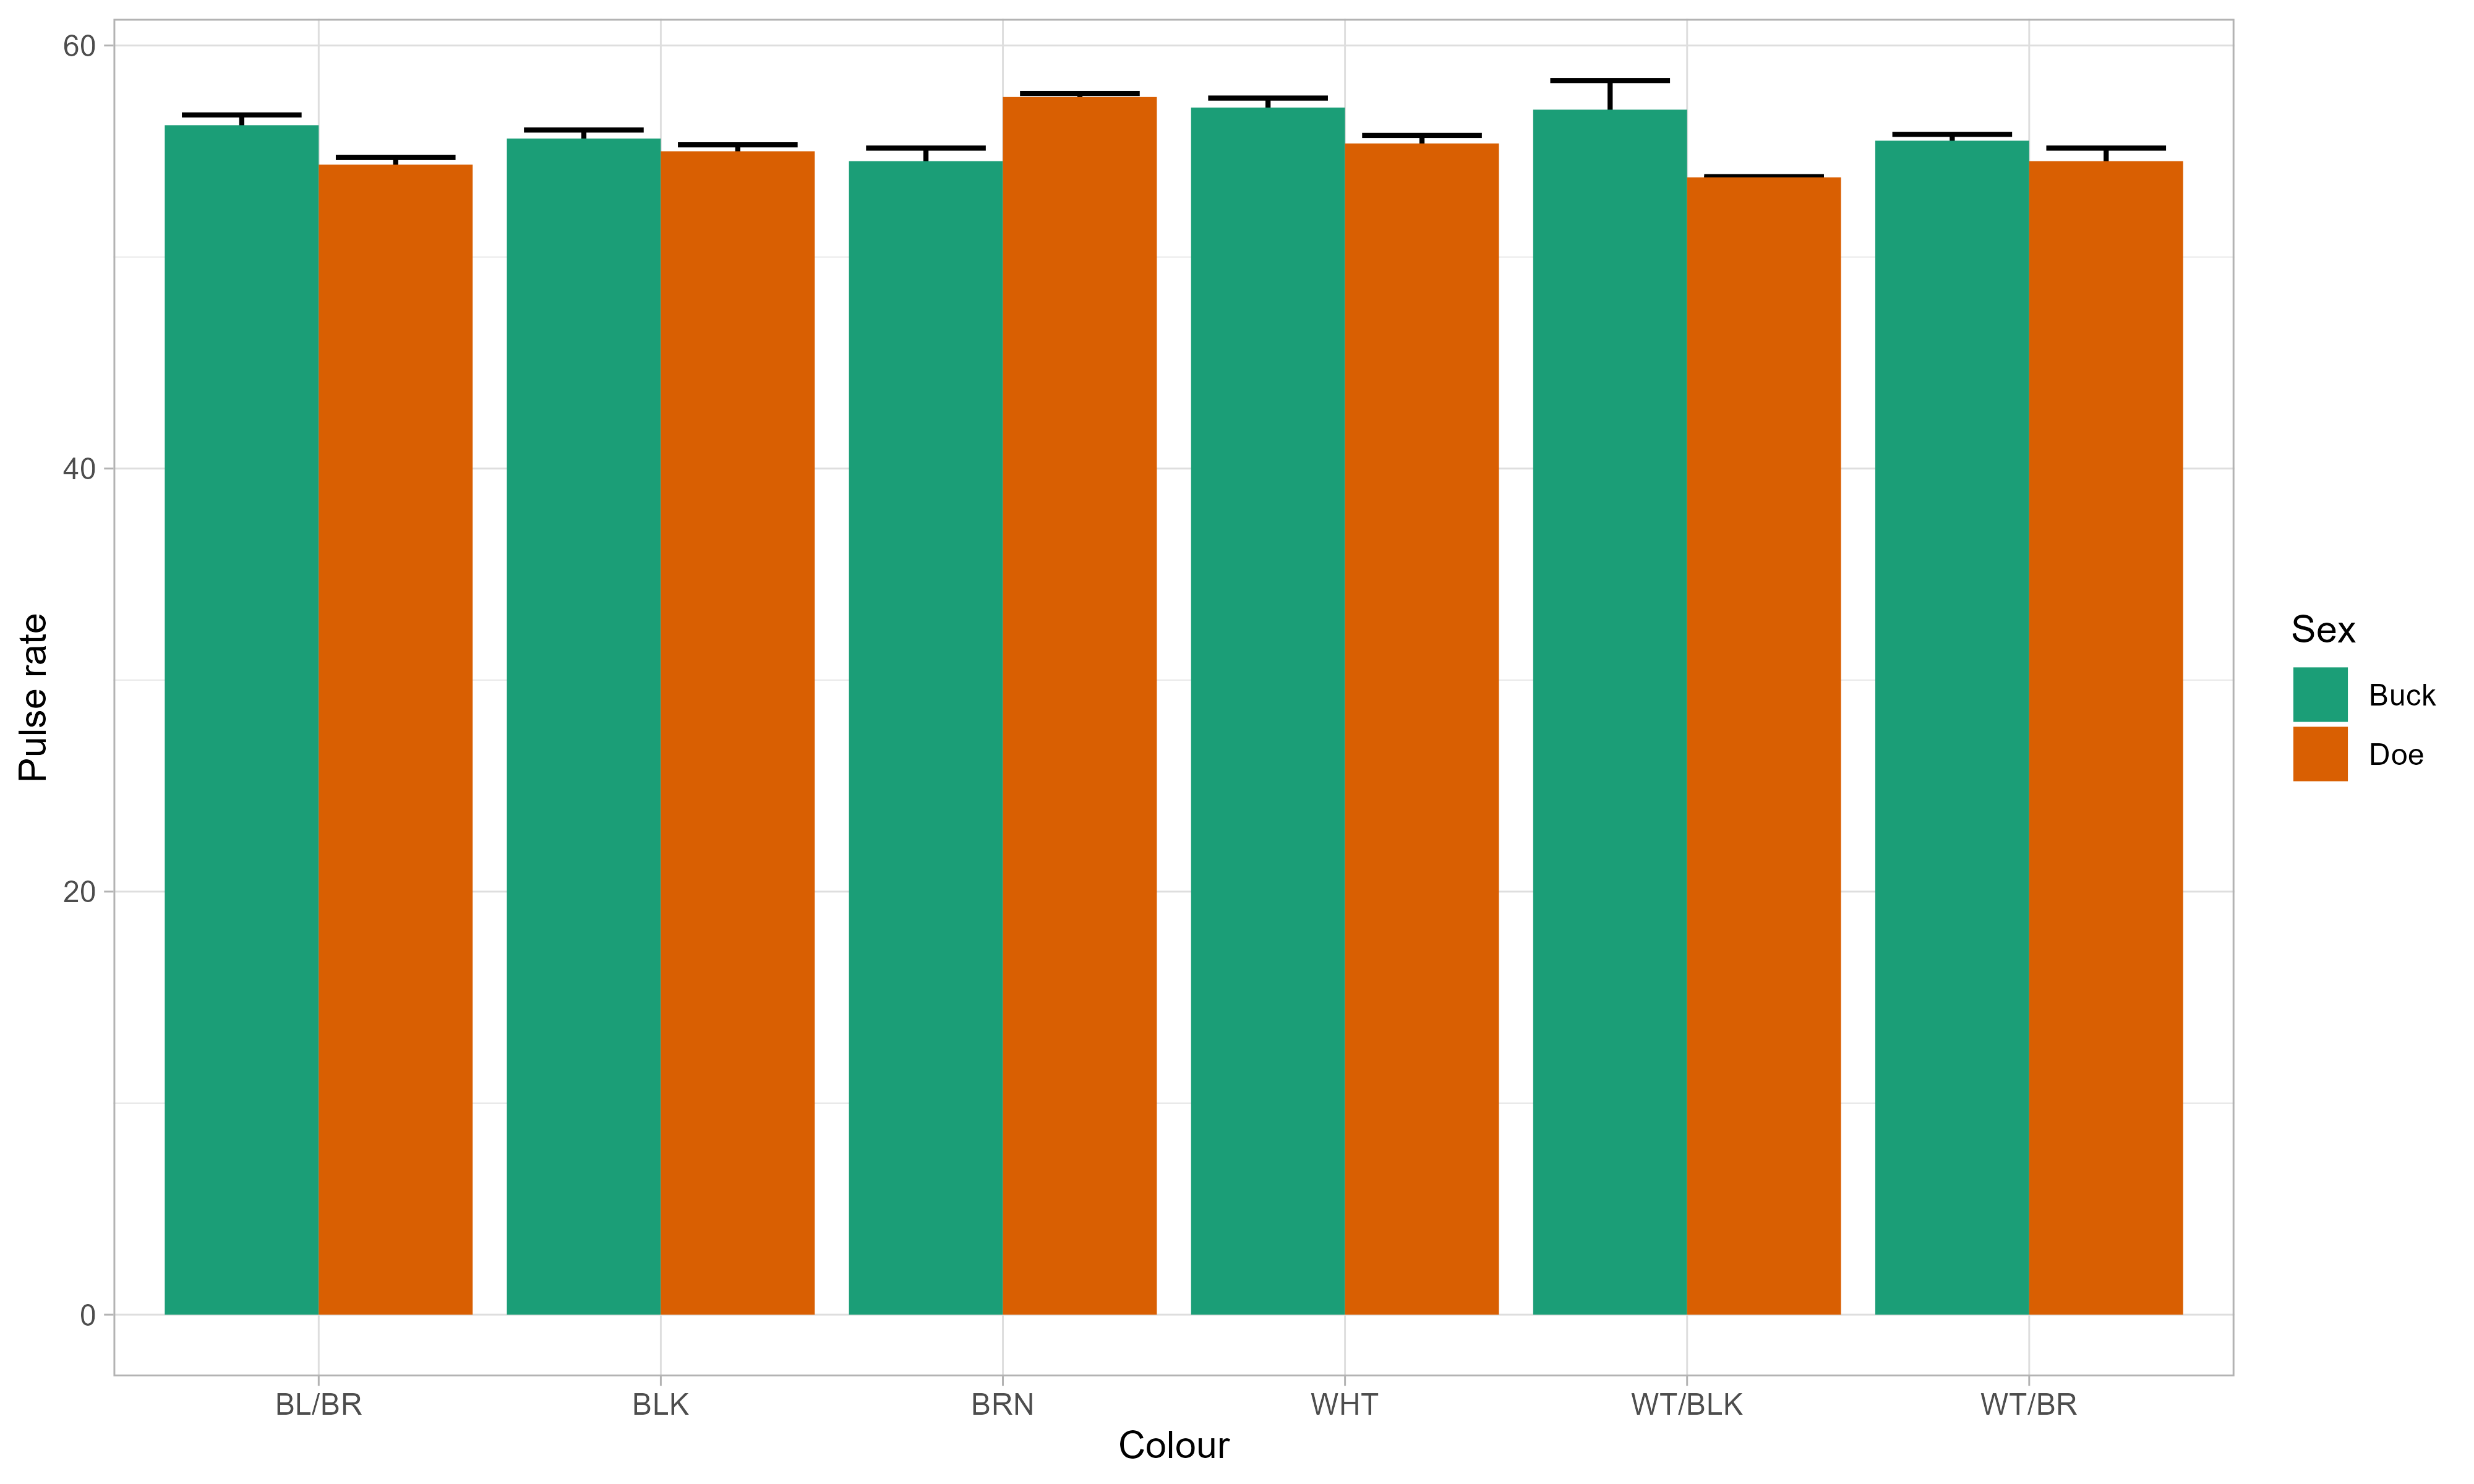 60
40
20
0
Pulse rate
BL/BR
BLK
BRN
WHT
WT/BLK
WT/BR
Colour
Sex
Buck
Doe